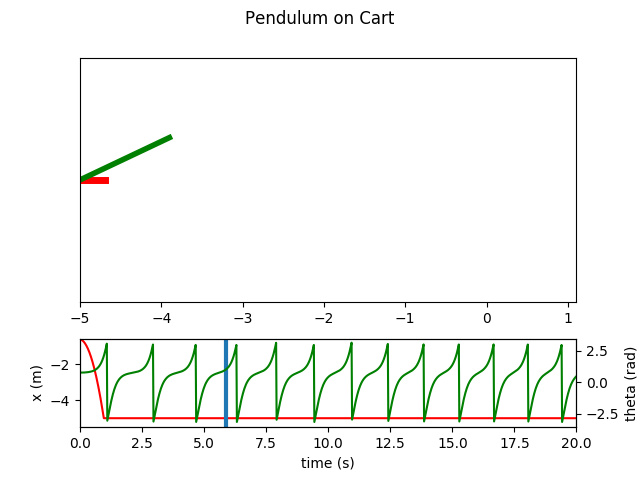 Pendulum on Cart
−5 −4 −3 −2 −1 0 1
x (m)
−2
−4
2.5
0.0
−2.5
theta (rad)
0.0 2.5 5.0 7.5 10.0 12.5 15.0 17.5 20.0
time (s)